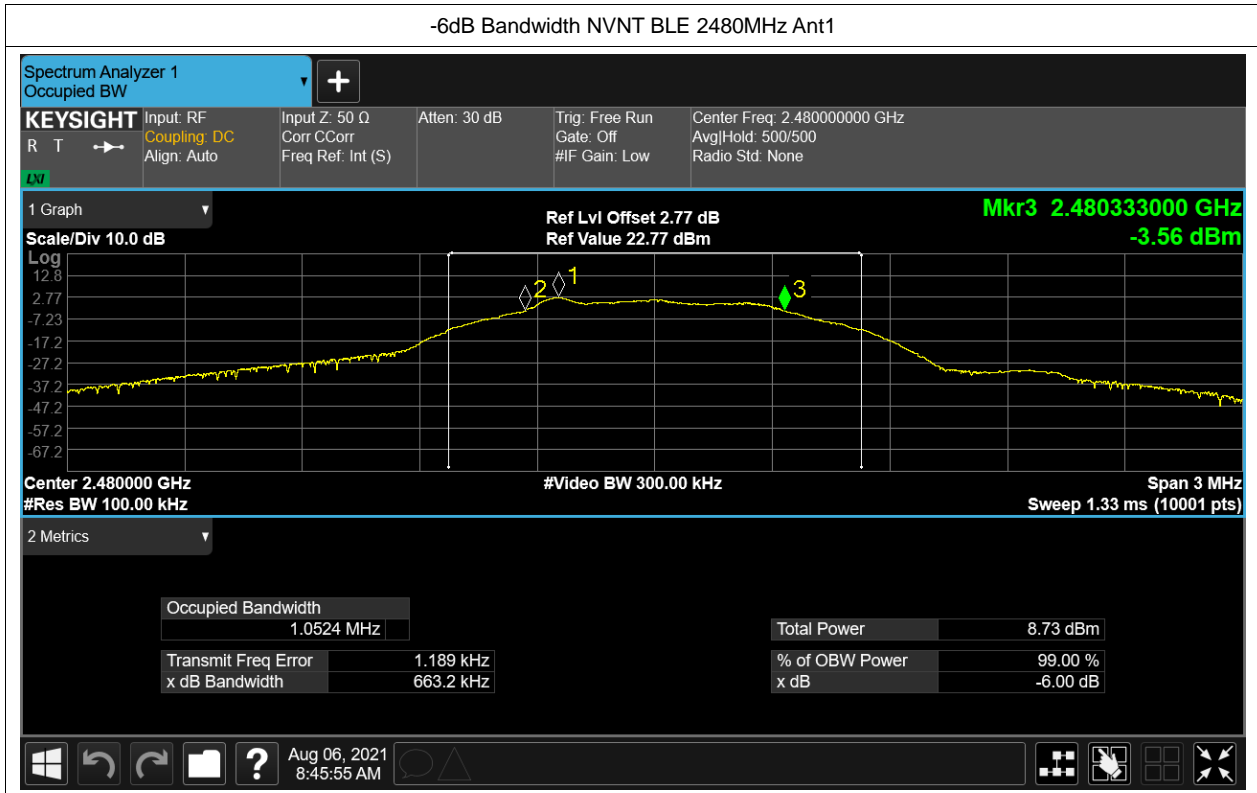 -6dB Bandwidth NVNT BLE 2480MHz Ant1
Spectrum Analyzer 1
Occupied BW
KEYSIGHT
R T
LXI
Input: RF
Coupling: DC
Align: Auto
Input Z: 50 Ω
Corr CCorr
Freq Ref: Int (S)
Atten: 30 dB
Trig: Free Run
Gate: Off
#IF Gain: Low
Center Freq: 2.480000000 GHz
Avg|Hold: 500/500
Radio Std: None
1 Graph
Scale/Div 10.0 dB
Ref Lvl Offset 2.77 dB
Ref Value 22.77 dBm
Mkr3 2.480333000 GHz
-3.56 dBm
Log
12.8
2.77
-7.23
-17.2
-27.2
-37.2
-47.2
-57.2
-67.2
2
1
3
Center 2.480000 GHz
#Res BW 100.00 kHz
#Video BW 300.00 kHz
Span 3 MHz
Sweep 1.33 ms (10001 pts)
2 Metrics
Occupied Bandwidth
1.0524 MHz
Transmit Freq Error 1.189 kHz
x dB Bandwidth 663.2 kHz
Total Power 8.73 dBm
% of OBW Power 99.00 %
x dB -6.00 dB
?
Aug 06, 2021
8:45:55 AM